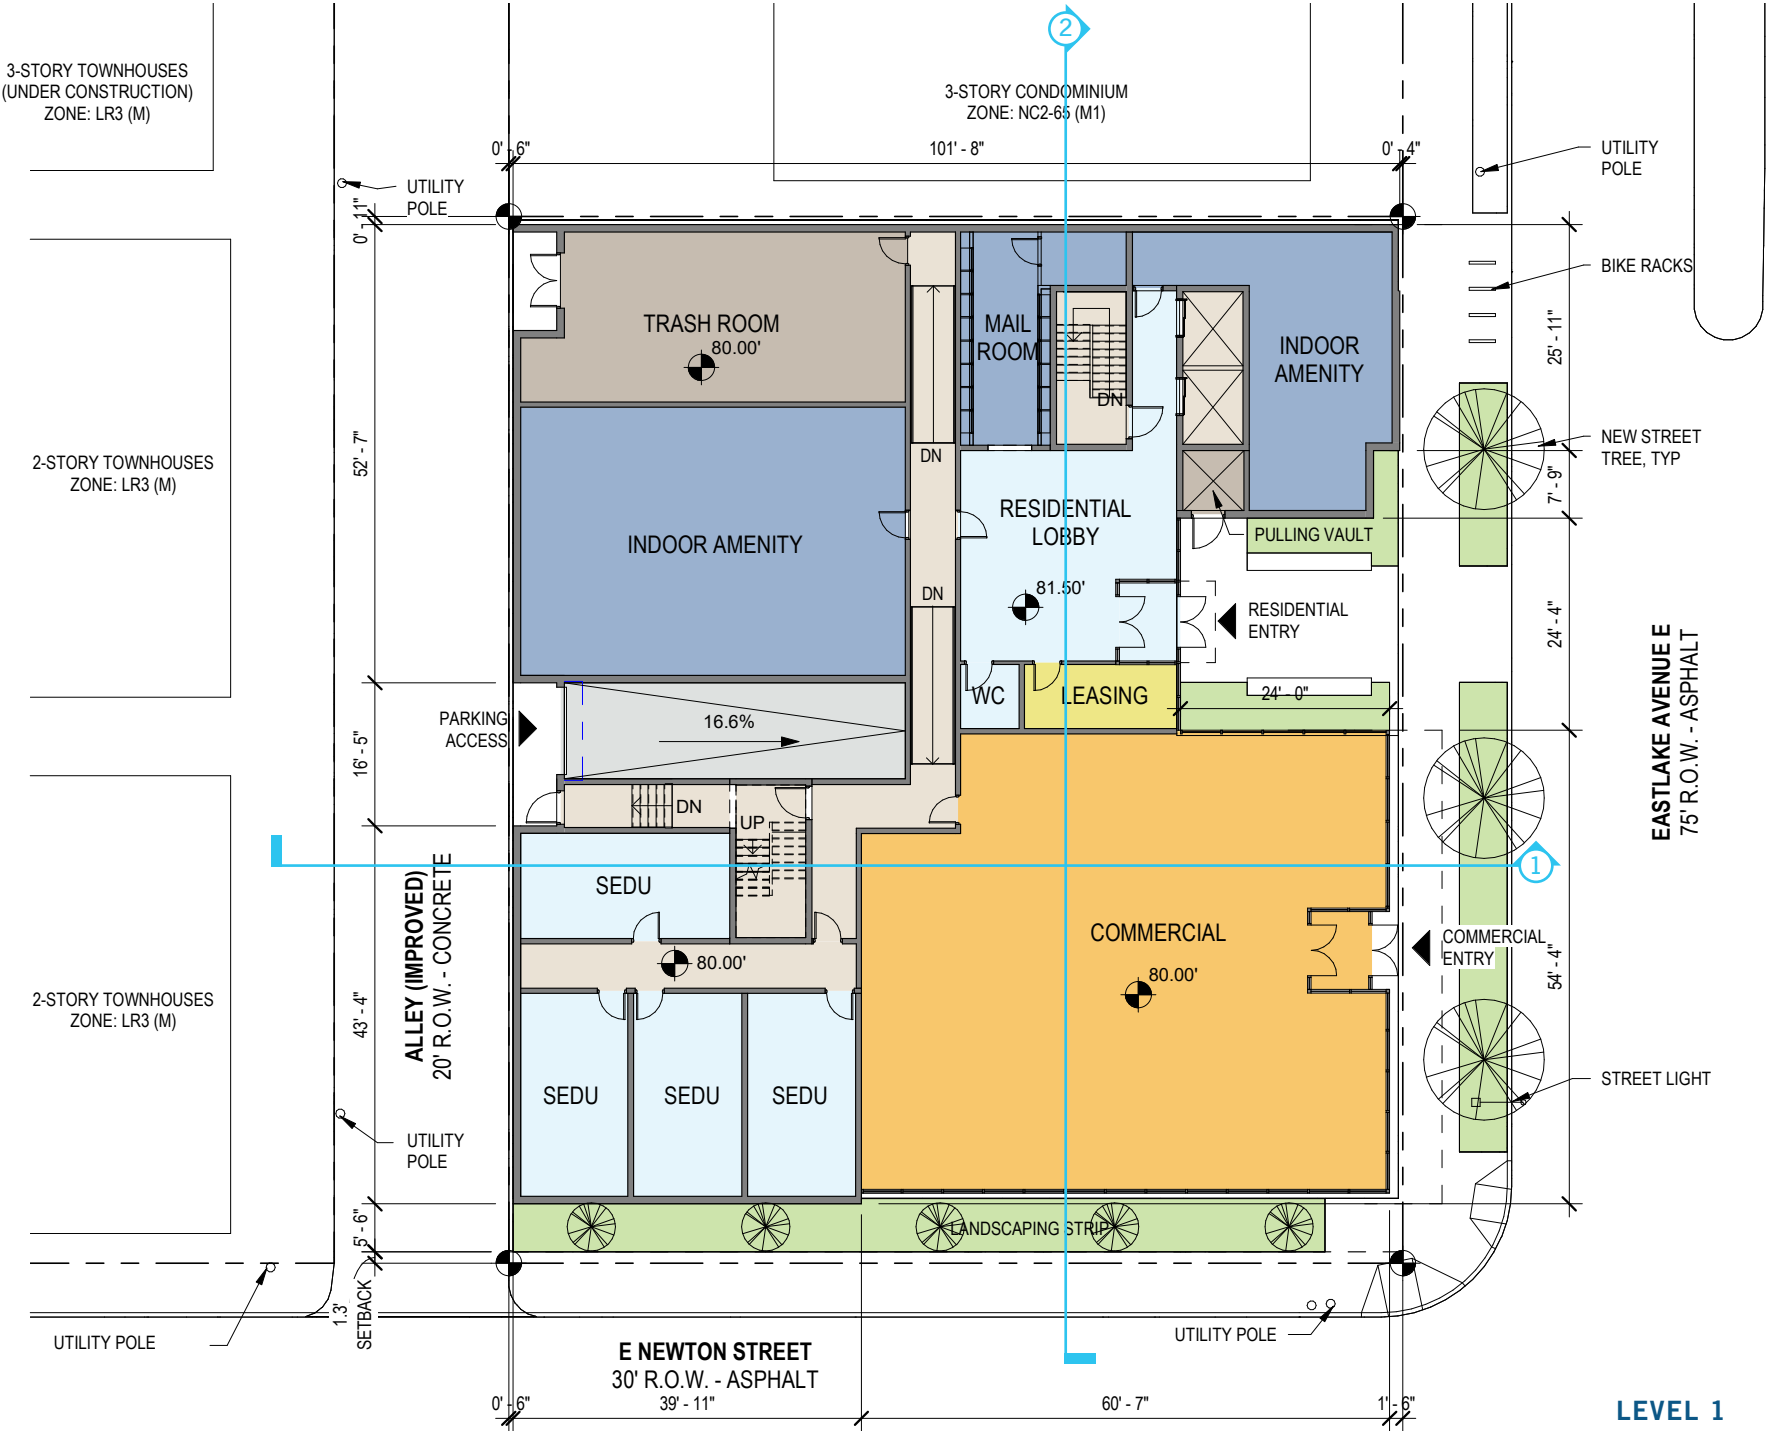 2
3-STORY TOWNHOUSES
(UNDER CONSTRUCTION)
ZONE: LR3 (M)
3-STORY CONDOMINIUM
ZONE: NC2-65 (M1)
0' - 6"
101' - 8"
0' - 4"
UTILITY
POLE
UTILITY
POLE
0' - 11"
BIKE RACKS
TRASH ROOM
80.00'
MAIL
ROOM
INDOOR
AMENITY
25' - 11"
DN
52' - 7"
2-STORY TOWNHOUSES
ZONE: LR3 (M)
DN
NEW STREET
TREE, TYP
7' - 9"
RESIDENTIAL
LOBBY
INDOOR AMENITY
PULLING VAULT
DN
81.50'
RESIDENTIAL
ENTRY
24' - 4"
EASTLAKE AVENUE E
75' R.O.W. - ASPHALT
WC
LEASING
24' - 0"
PARKING
ACCESS
16.6%
16' - 5"
DN
UP
1
SEDU
ALLEY (IMPROVED)
20' R.O.W. - CONCRETE
COMMERCIAL
COMMERCIAL
ENTRY
80.00'
80.00'
54' - 4"
2-STORY TOWNHOUSES
ZONE: LR3 (M)
43' - 4"
SEDU
SEDU
SEDU
STREET LIGHT
UTILITY
POLE
5' - 6"
LANDSCAPING STRIP
1.3'
SETBACK
UTILITY POLE
UTILITY POLE
E NEWTON STREET
30' R.O.W. - ASPHALT
0' - 6"
39' - 11"
60' - 7"
1' - 6"
LEVEL 1